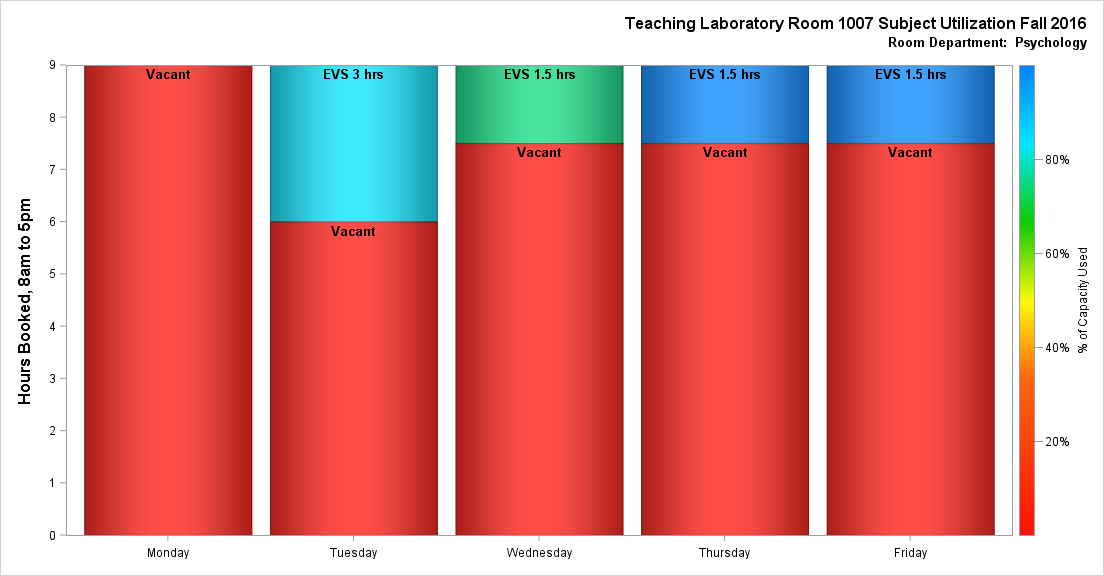 Teaching Laboratory Room 1007 Subject Utilization Fall 2016
Room Department: Psychology
Hours Booked, 8am to 5pm
9
8
7
6
5
4
3
2
1
0
Vacant
EVS 3 hrs
Vacant
EVS 1.5 hrs
Vacant
EVS 1.5 hrs
Vacant
EVS 1.5 hrs
Vacant
Monday
Tuesday
Wednesday
Thursday
Friday
80%
60%
40%
20%
% of Capacity Used